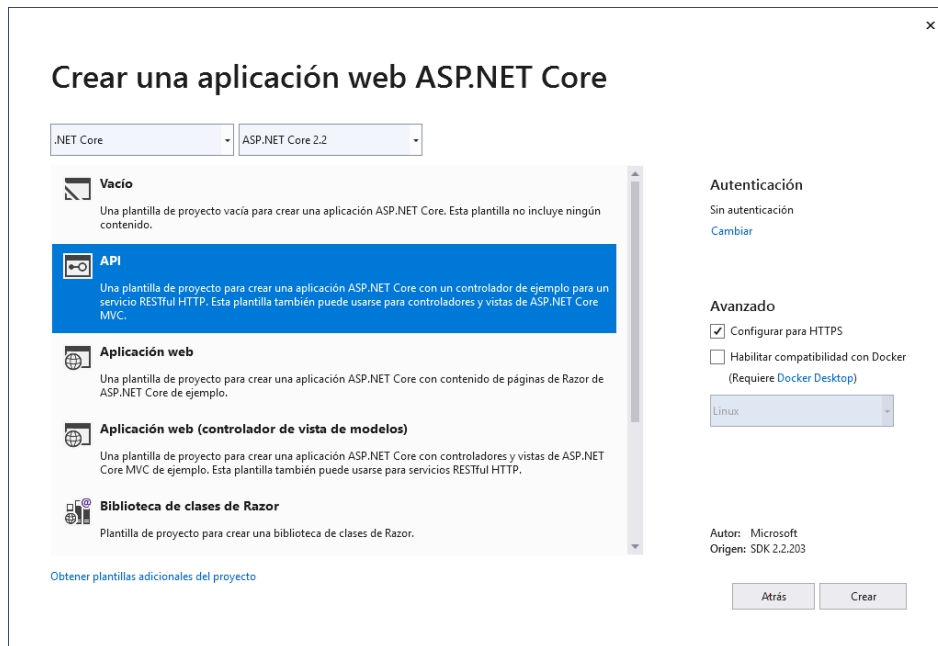 Crear una aplicación web ASP.NET Core
.NET Core
ASP.NET Core 2.2
Vacío
Una plantilla de proyecto vacía para crear una aplicación ASP.NET Core. Esta plantilla no incluye ningún
contenido.
API
Una plantilla de proyecto para crear una aplicación ASP.NET Core con un controlador de ejemplo para un
servicio RESTful HTTP. Esta plantilla también puede usarse para controladores y vistas de ASP.NET Core
MVC.
Aplicación web
Una plantilla de proyecto para crear una aplicación ASP.NET Core con contenido de páginas de Razor de
ASP.NET Core de ejemplo.
Aplicación web (controlador de vista de modelos)
Una plantilla de proyecto para crear una aplicación ASP.NET Core con controladores y vistas de ASP.NET
Core MVC de ejemplo. Esta plantilla también puede usarse para servicios RESTful HTTP.
Biblioteca de clases de Razor
Plantilla de proyecto para crear una biblioteca de clases de Razor.
Obtener plantillas adicionales del proyecto
Autenticación
Sin autenticación
Cambiar
Avanzado
Configurar para HTTPS
Habilitar compatibilidad con Docker
(Requiere Docker Desktop)
Linux
Autor: Microsoft
Origen: SDK 2.2.203
Atrás
Crear